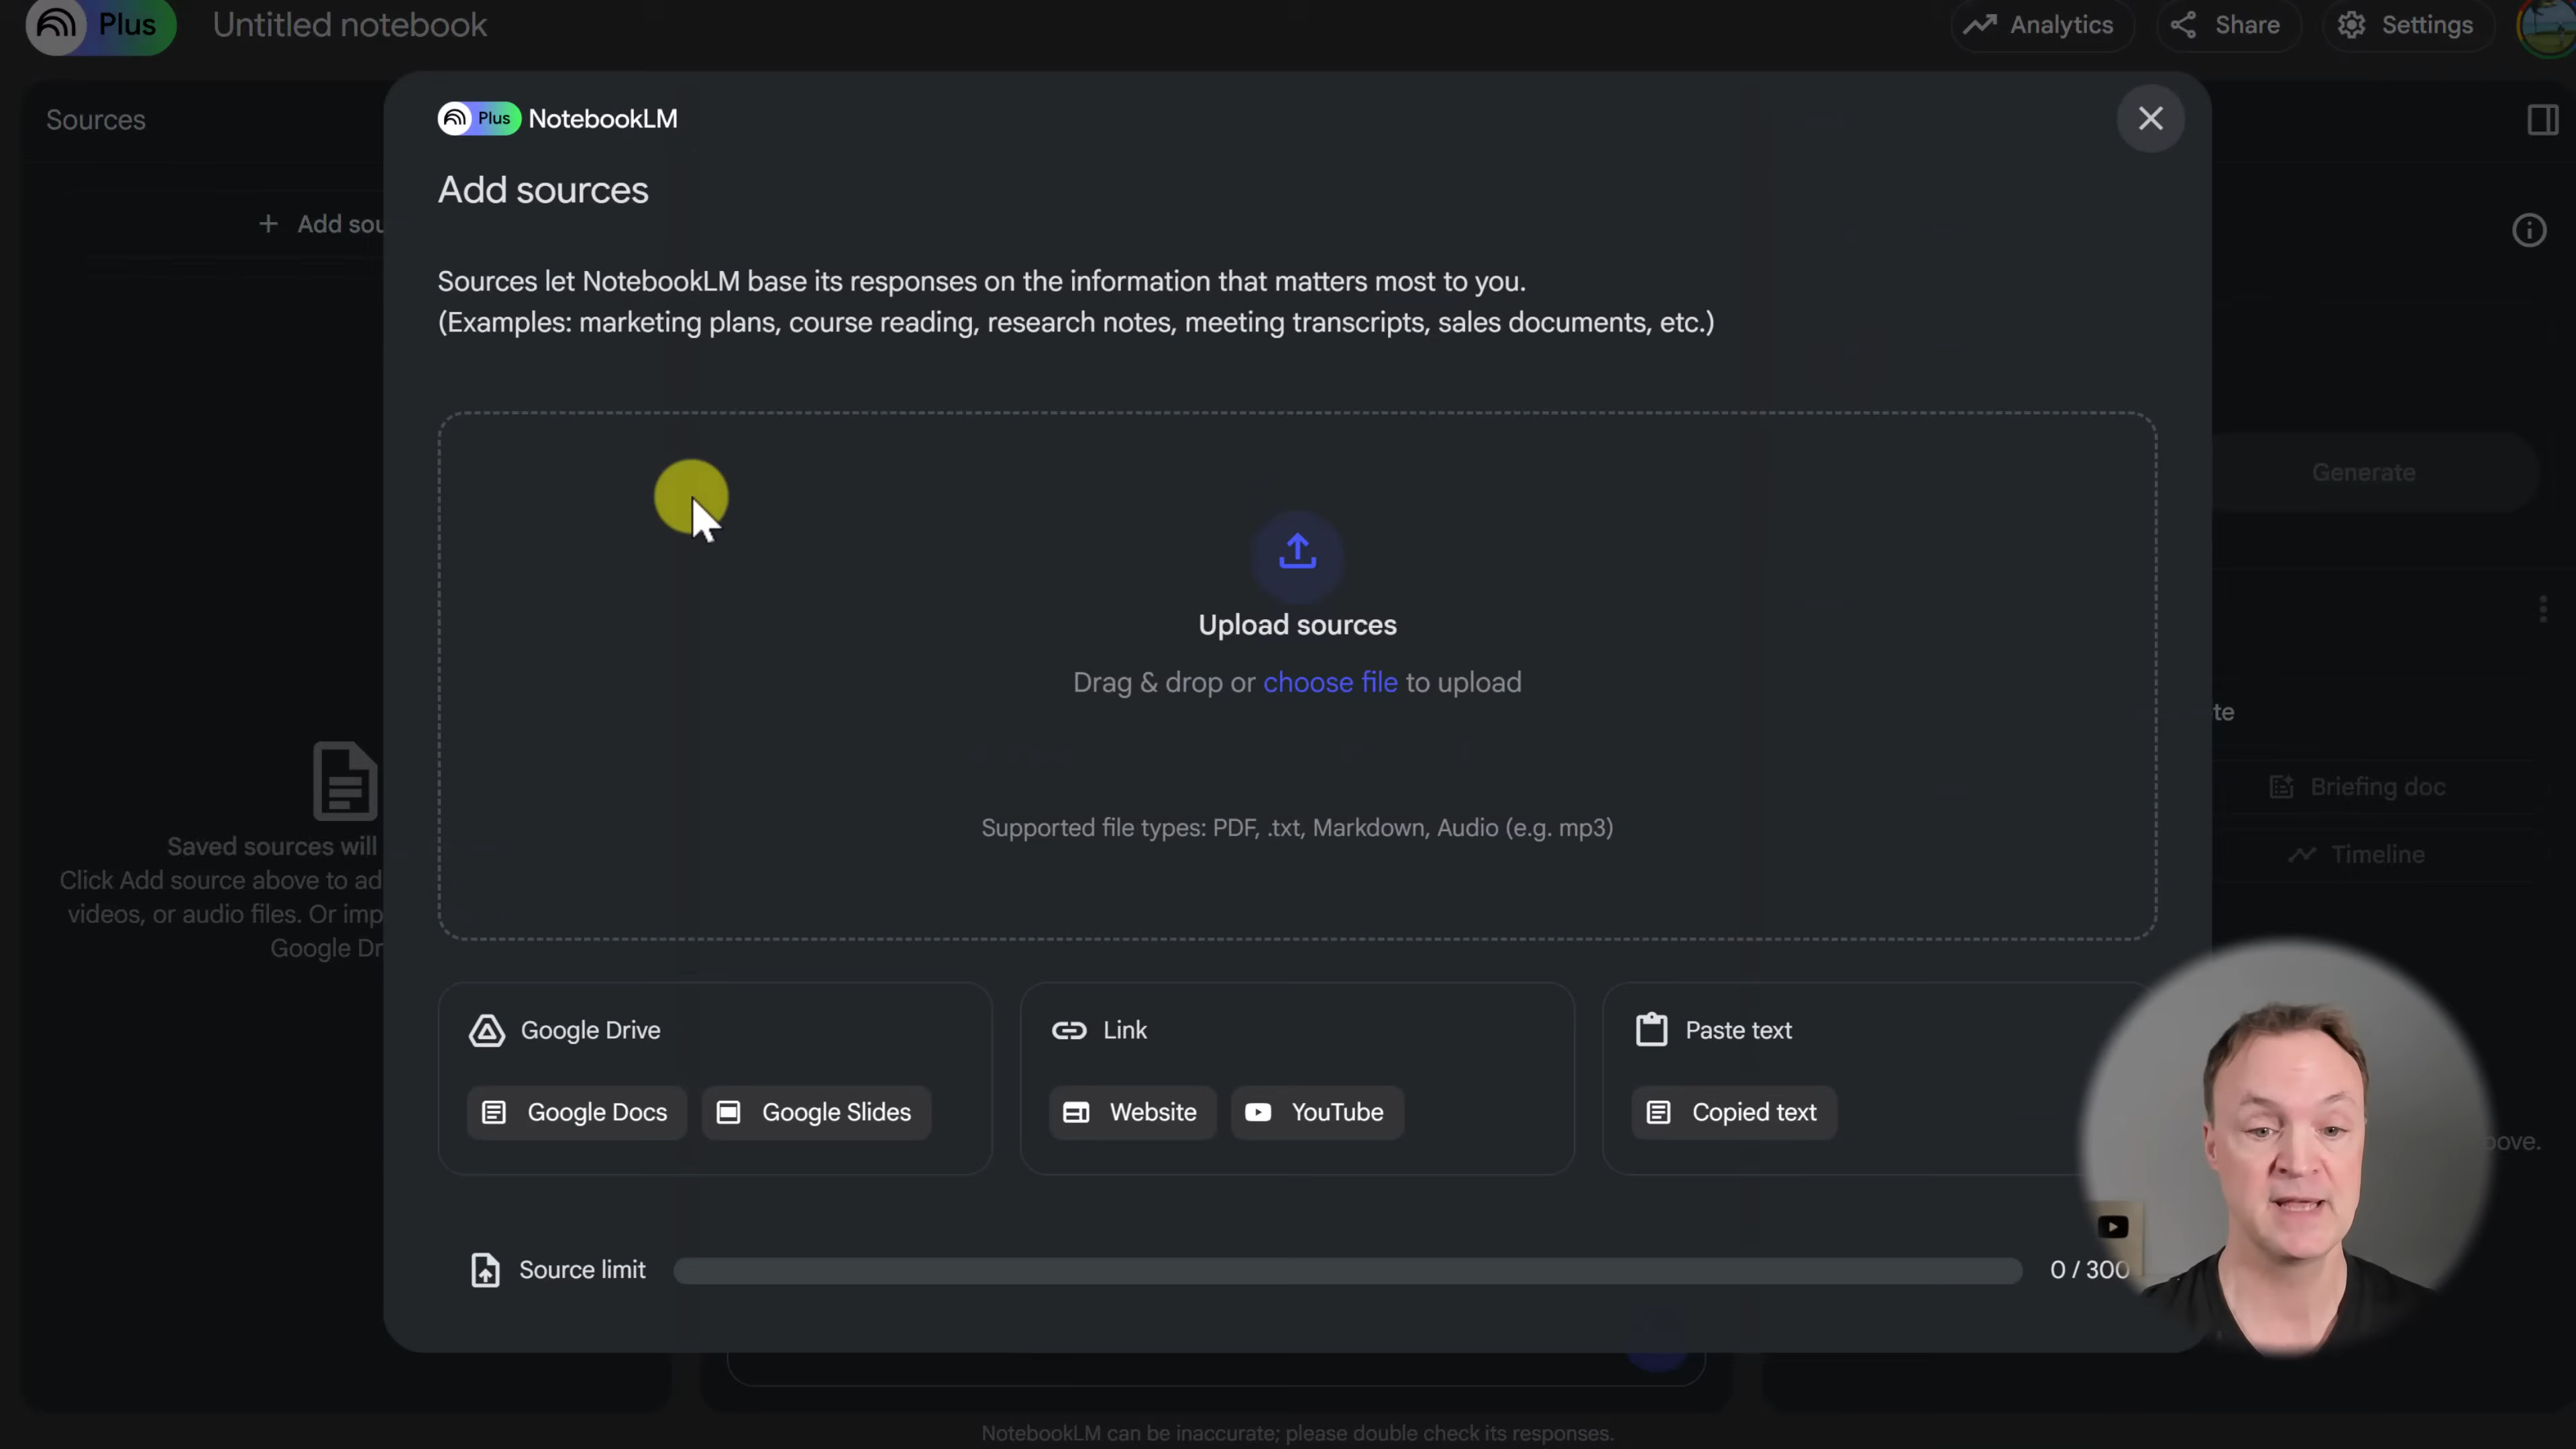 Plus
Untitled notebook
Analytics
Share
Settings
Sources
Plus NotebookLM
Add sources
+ Add sou
Sources let NotebookLM base its responses on the information that matters most to you.
(Examples: marketing plans, course reading, research notes, meeting transcripts, sales documents, etc.)
Generate
Upload sources
Drag & drop or choose file to upload
te
Briefing doc
Supported file types: PDF, .txt, Markdown, Audio (e.g. mp3)
Timeline
Saved sources will
Click Add source above to ad
videos, or audio files. Or imp
Google Dr
Google Drive
Link
Paste text
Google Docs
Google Slides
Website
YouTube
Copied text
ove.
Source limit
0 / 300
NotebookLM can be inaccurate; please double check its responses.